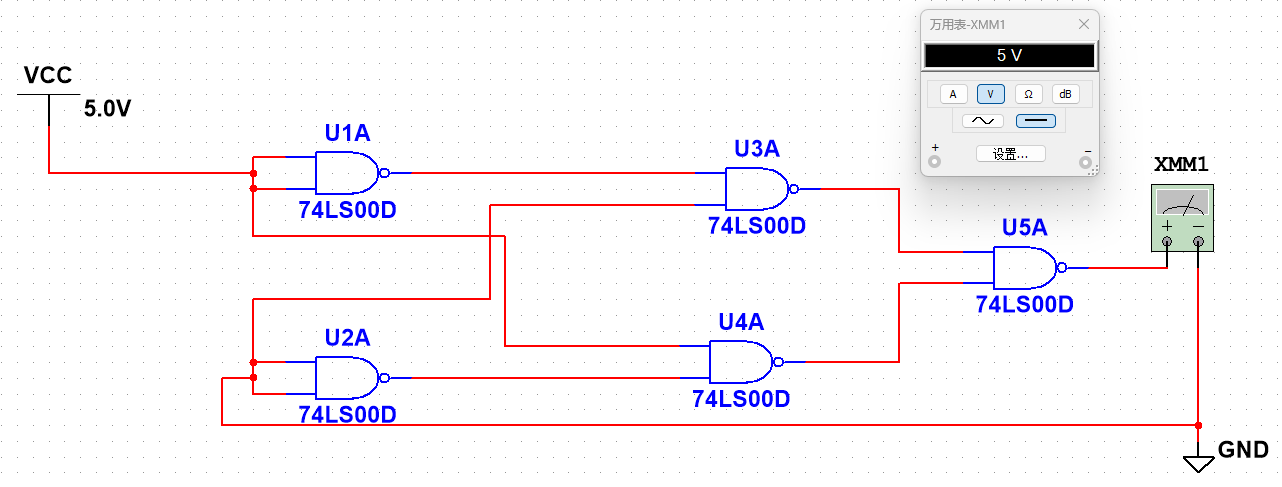 万用表-XMM1
5 V
A
V
Ω
dB
+
设置...
−
VCC
5.0V
U1A
74LS00D
U3A
74LS00D
XMM1
+
−
U5A
74LS00D
U2A
74LS00D
U4A
74LS00D
GND